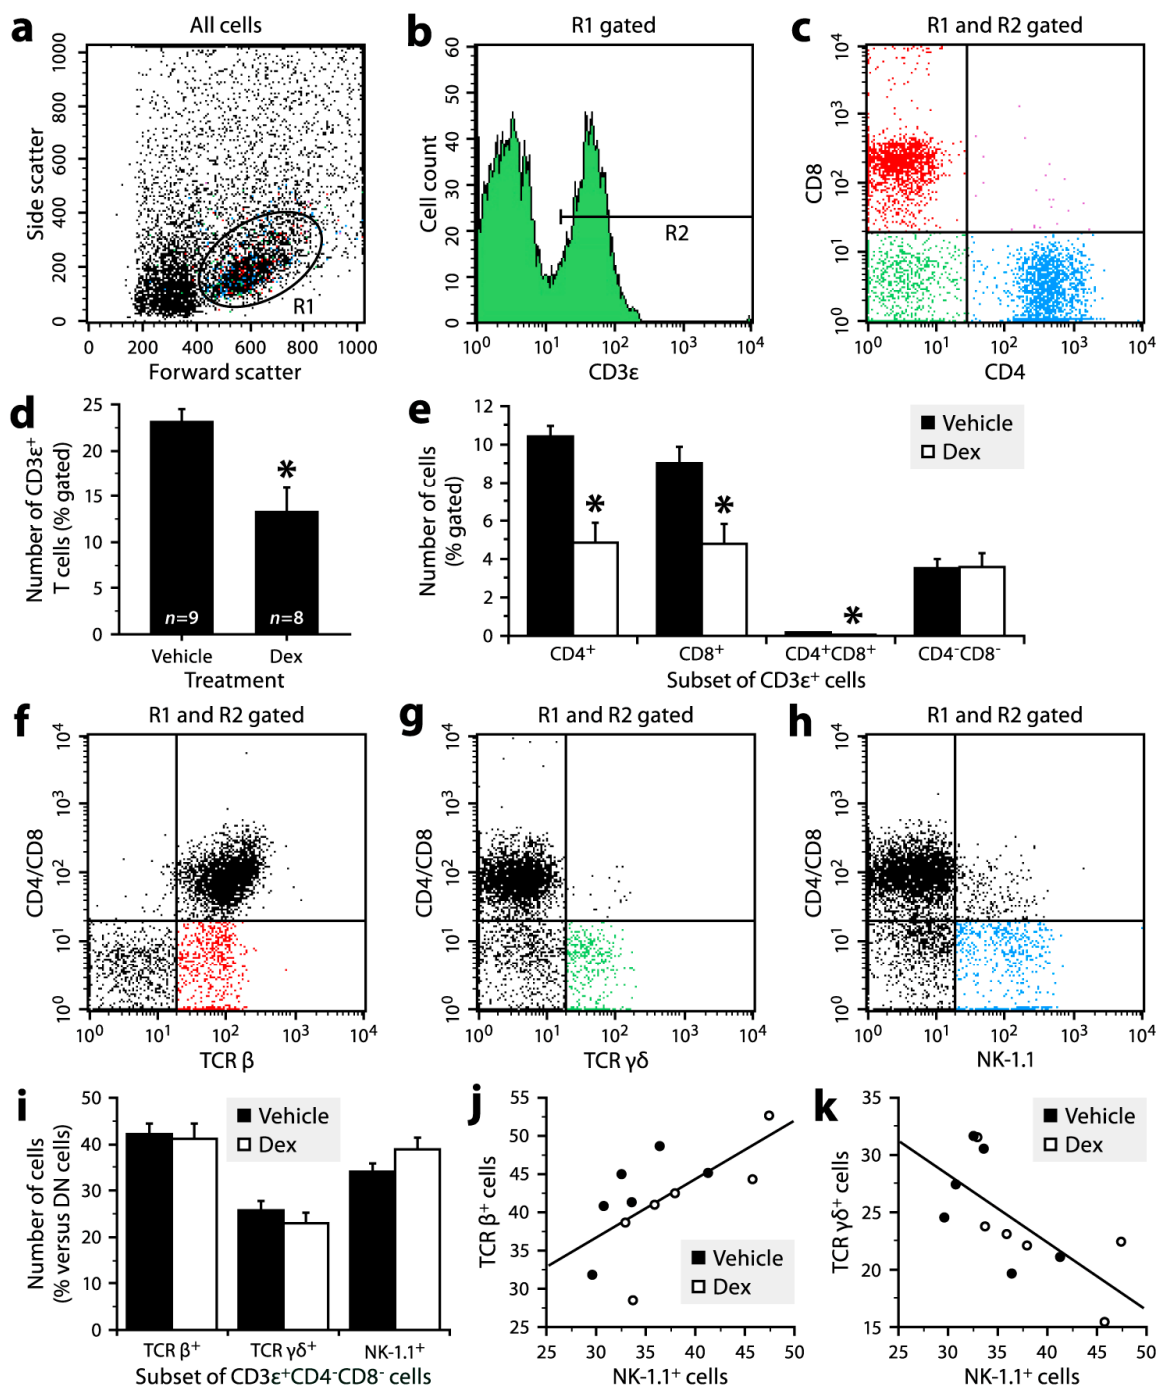 a
All cells
Side scatter
1000
800
600
400
200
0
R1
0 200 400 600 800 1000
Forward scatter
b
R1 gated
Cell count
60
50
40
30
20
10
0
R2
10⁰ 10¹ 10² 10³ 10⁴
CD3ε
c
R1 and R2 gated
CD8
10⁴
10³
10²
10¹
10⁰
10⁰ 10¹ 10² 10³ 10⁴
CD4
d
Number of CD3ε⁺
T cells (% gated)
25
20
15
10
5
0
*
n=9 n=8
Vehicle Dex
Treatment
e
Number of cells
(% gated)
12
10
8
6
4
2
0
Vehicle
Dex
* * *
CD4⁺ CD8⁺ CD4⁺CD8⁺ CD4⁻CD8⁻
Subset of CD3ε⁺ cells
f
R1 and R2 gated
CD4/CD8
10⁴
10³
10²
10¹
10⁰
10⁰ 10¹ 10² 10³ 10⁴
TCR β
g
R1 and R2 gated
CD4/CD8
10⁴
10³
10²
10¹
10⁰
10⁰ 10¹ 10² 10³ 10⁴
TCR γδ
h
R1 and R2 gated
CD4/CD8
10⁴
10³
10²
10¹
10⁰
10⁰ 10¹ 10² 10³ 10⁴
NK-1.1
i
Number of cells
(% versus DN cells)
50
40
30
20
10
0
Vehicle
Dex
TCR β⁺ TCR γδ⁺ NK-1.1⁺
Subset of CD3ε⁺CD4⁻CD8⁻ cells
j
TCR β⁺ cells
55
50
45
40
35
30
25
Vehicle
Dex
25 30 35 40 45 50
NK-1.1⁺ cells
k
TCR γδ⁺ cells
35
30
25
20
15
Vehicle
Dex
25 30 35 40 45 50
NK-1.1⁺ cells